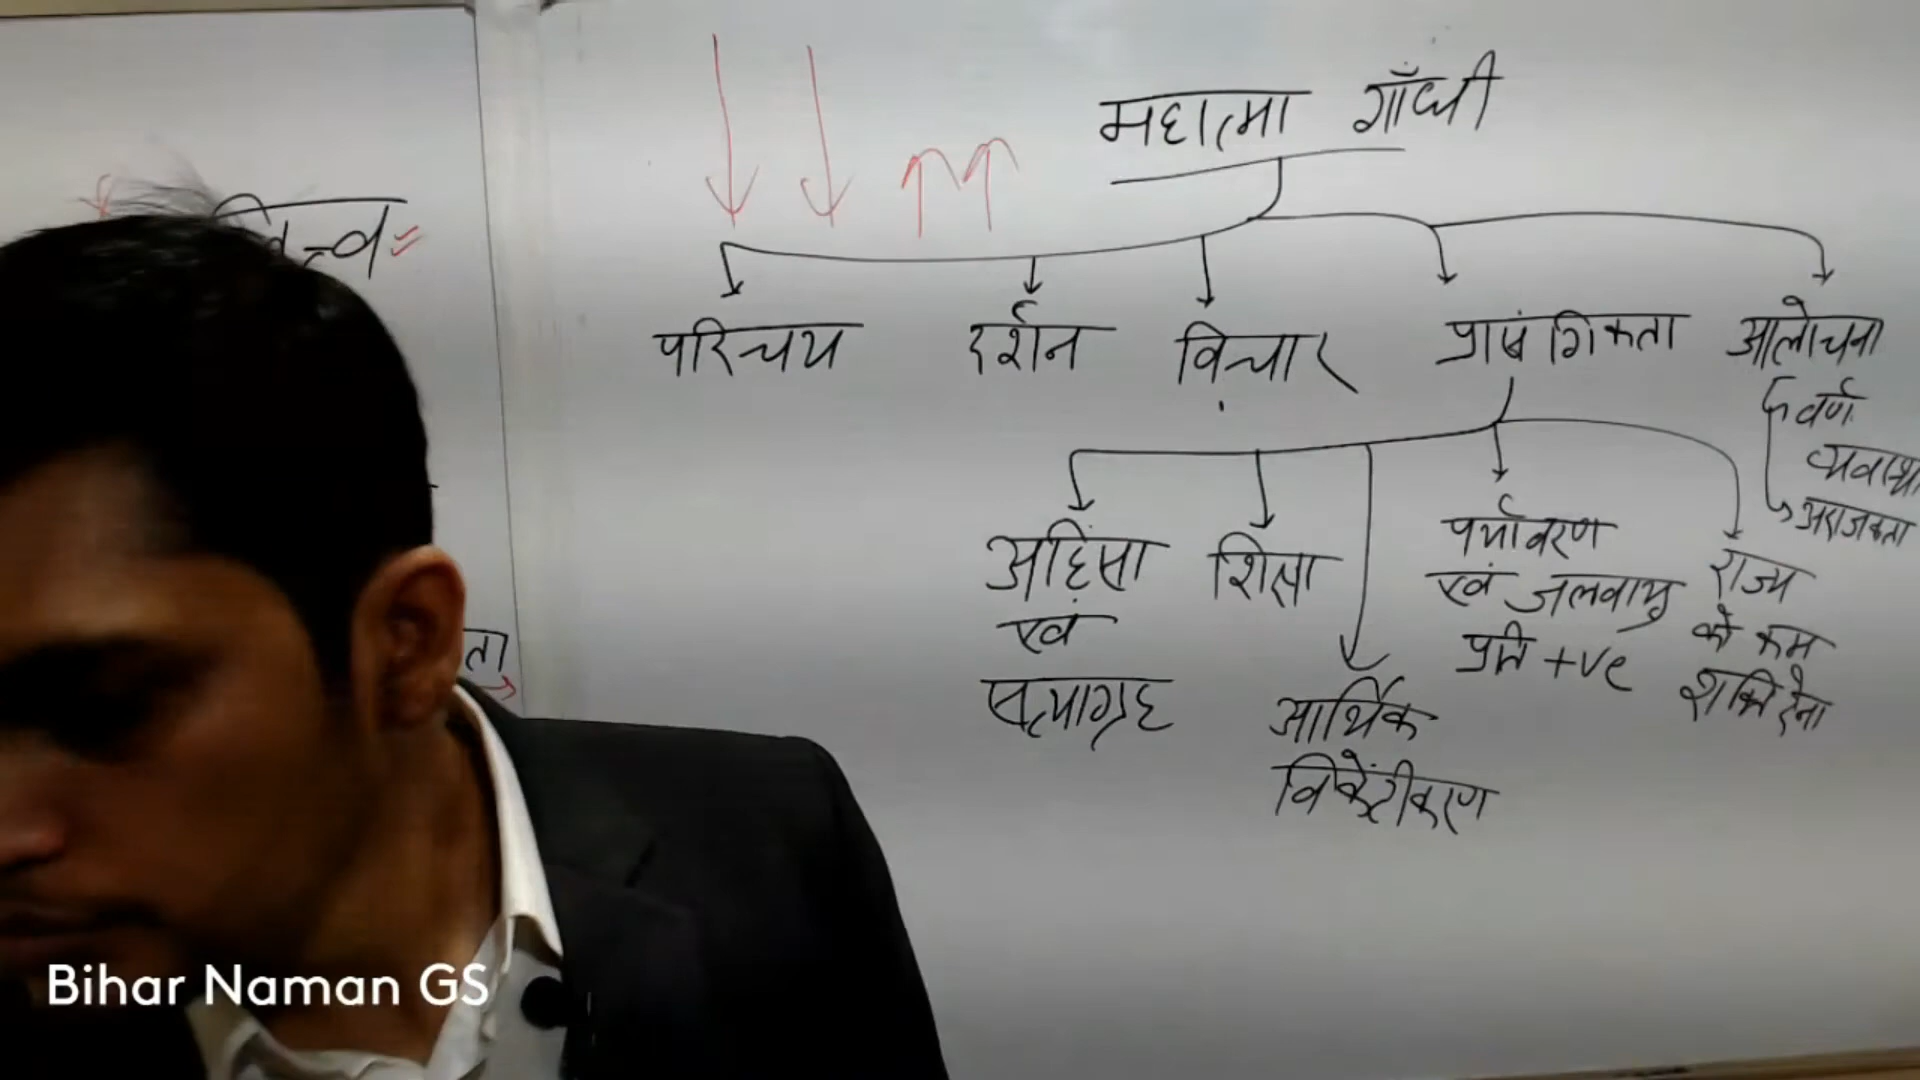 महात्मा गाँधी
परिचय दर्शन विचार प्रासंगिकता आलोचना
वर्ण
व्यवस्था
अराजकता
अहिंसा
एवं
सत्याग्रह
शिक्षा
आर्थिक
विकेंद्रीकरण
पर्यावरण
एवं जलवायु
प्रति +ve
राज्य
को कम
शक्ति देना
ता
Bihar Naman GS